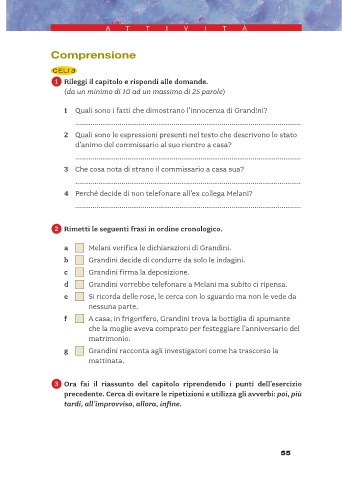 A T T I V I T À
Comprensione
CELI 3
1 Rileggi il capitolo e rispondi alle domande.
(da un minimo di 10 ad un massimo di 25 parole)
1 Quali sono i fatti che dimostrano l'innocenza di Grandini?
2 Quali sono le espressioni presenti nel testo che descrivono lo stato
d'animo del commissario al suo rientro a casa?
3 Che cosa nota di strano il commissario a casa sua?
4 Perché decide di non telefonare all'ex collega Melani?
2 Rimetti le seguenti frasi in ordine cronologico.
a Melani verifica le dichiarazioni di Grandini.
b Grandini decide di condurre da solo le indagini.
c Grandini firma la deposizione.
d Grandini vorrebbe telefonare a Melani ma subito ci ripensa.
e Si ricorda delle rose, le cerca con lo sguardo ma non le vede da
nessuna parte.
f A casa, in frigorifero, Grandini trova la bottiglia di spumante
che la moglie aveva comprato per festeggiare l'anniversario del
matrimonio.
g Grandini racconta agli investigatori come ha trascorso la
mattinata.
3 Ora fai il riassunto del capitolo riprendendo i punti dell'esercizio
precedente. Cerca di evitare le ripetizioni e utilizza gli avverbi: poi, più
tardi, all'improvviso, allora, infine.
55